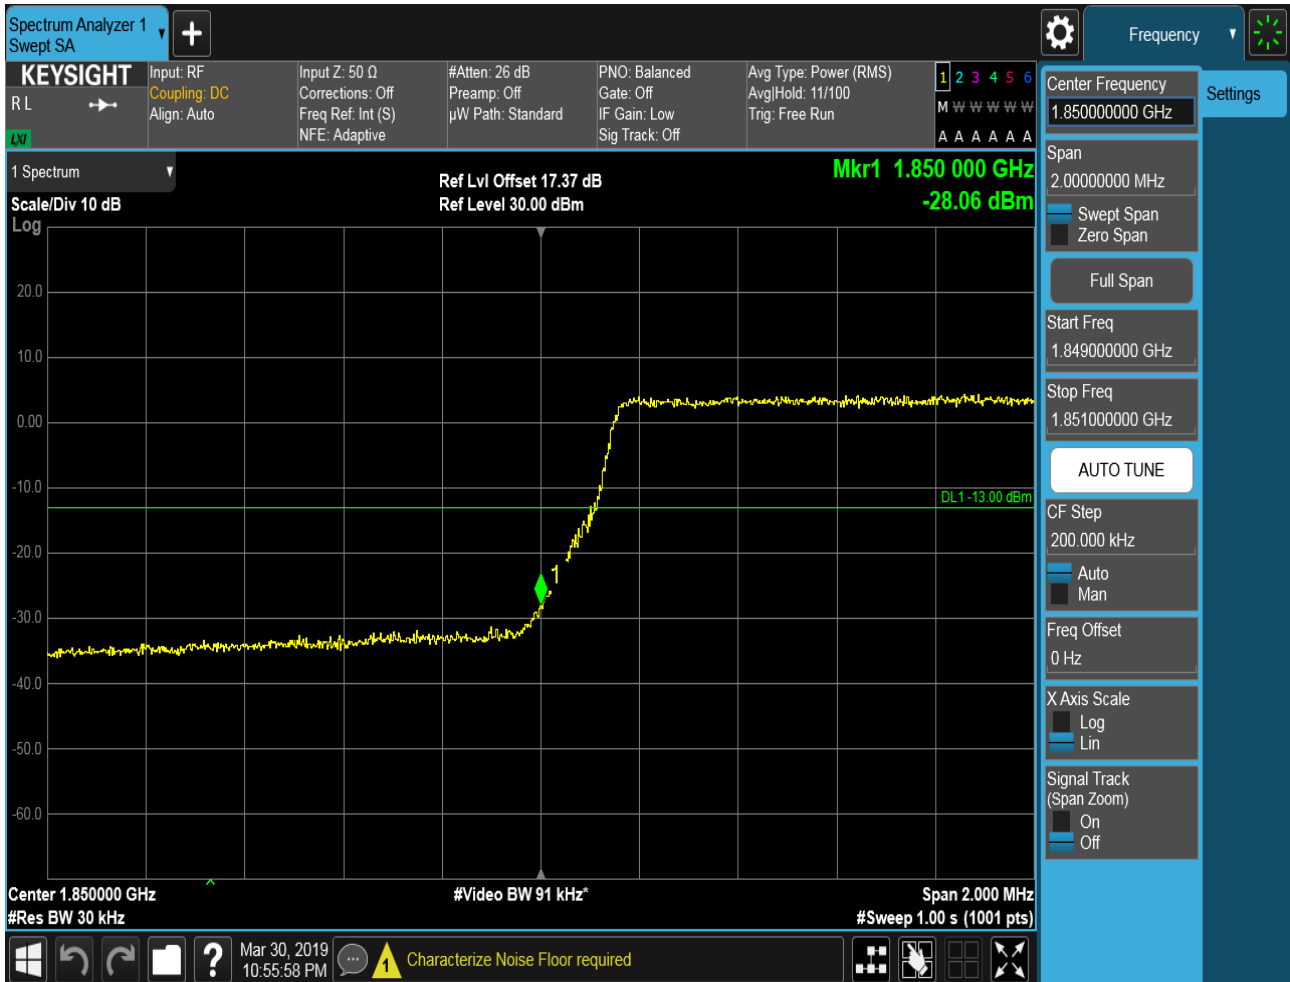 Spectrum Analyzer 1
Swept SA
Frequency
KEYSIGHT
R L
LXI
Input: RF
Coupling: DC
Align: Auto
Input Z: 50 Ω
Corrections: Off
Freq Ref: Int (S)
NFE: Adaptive
#Atten: 26 dB
Preamp: Off
µW Path: Standard
PNO: Balanced
Gate: Off
IF Gain: Low
Sig Track: Off
Avg Type: Power (RMS)
Avg|Hold: 11/100
Trig: Free Run
1 2 3 4 5 6
M W W W W W
A A A A A A
1 Spectrum
Scale/Div 10 dB
Log
Ref Lvl Offset 17.37 dB
Ref Level 30.00 dBm
Mkr1 1.850 000 GHz
-28.06 dBm
20.0
10.0
0.00
-10.0
-20.0
-30.0
-40.0
-50.0
-60.0
DL1 -13.00 dBm
1
Center 1.850000 GHz
#Res BW 30 kHz
#Video BW 91 kHz*
Span 2.000 MHz
#Sweep 1.00 s (1001 pts)
Center Frequency
1.850000000 GHz
Settings
Span
2.00000000 MHz
Swept Span
Zero Span
Full Span
Start Freq
1.849000000 GHz
Stop Freq
1.851000000 GHz
AUTO TUNE
CF Step
200.000 kHz
Auto
Man
Freq Offset
0 Hz
X Axis Scale
Log
Lin
Signal Track
(Span Zoom)
On
Off
?
Mar 30, 2019
10:55:58 PM
1
Characterize Noise Floor required